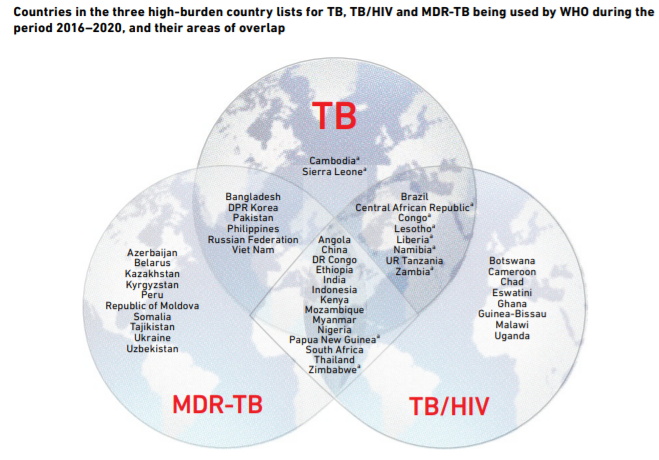 Countries in the three high-burden country lists for TB, TB/HIV and MDR-TB being used by WHO during the
period 2016–2020, and their areas of overlap
TB
Cambodiaª
Sierra Leoneª
Bangladesh
DPR Korea
Pakistan
Philippines
Russian Federation
Viet Nam
Brazil
Central African Republicª
Congoª
Lesothoª
Liberiaª
Namibiaª
UR Tanzania
Zambiaª
Angola
China
DR Congo
Ethiopia
India
Indonesia
Kenya
Mozambique
Myanmar
Nigeria
Papua New Guineaª
South Africa
Thailand
Zimbabweª
Azerbaijan
Belarus
Kazakhstan
Kyrgyzstan
Peru
Republic of Moldova
Somalia
Tajikistan
Ukraine
Uzbekistan
Botswana
Cameroon
Chad
Eswatini
Ghana
Guinea-Bissau
Malawi
Uganda
MDR-TB
TB/HIV